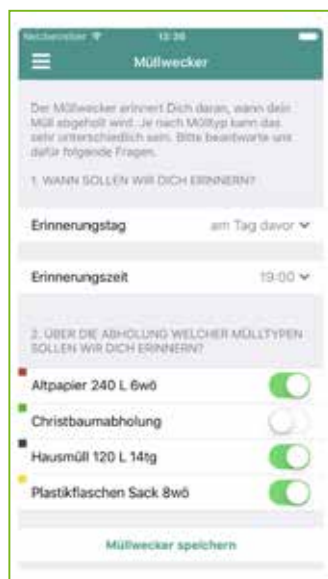 Netzbetreiber 13:36
Müllwecker
Der Müllwecker erinnert Dich daran, wann dein
Müll abgeholt wird. Je nach Mülltyp kann das
sehr unterschiedlich sein. Bitte beantworte uns
dafür folgende Fragen.
1. WANN SOLLEN WIR DICH ERINNERN?
Erinnerungstag am Tag davor
Erinnerungszeit 19:00
2. ÜBER DIE ABHOLUNG WELCHER MÜLLTYPEN
SOLLEN WIR DICH ERINNERN?
Altpapier 240 L 6wö
Christbaumabholung
Hausmüll 120 L 14tg
Plastikflaschen Sack 8wö
Müllwecker speichern